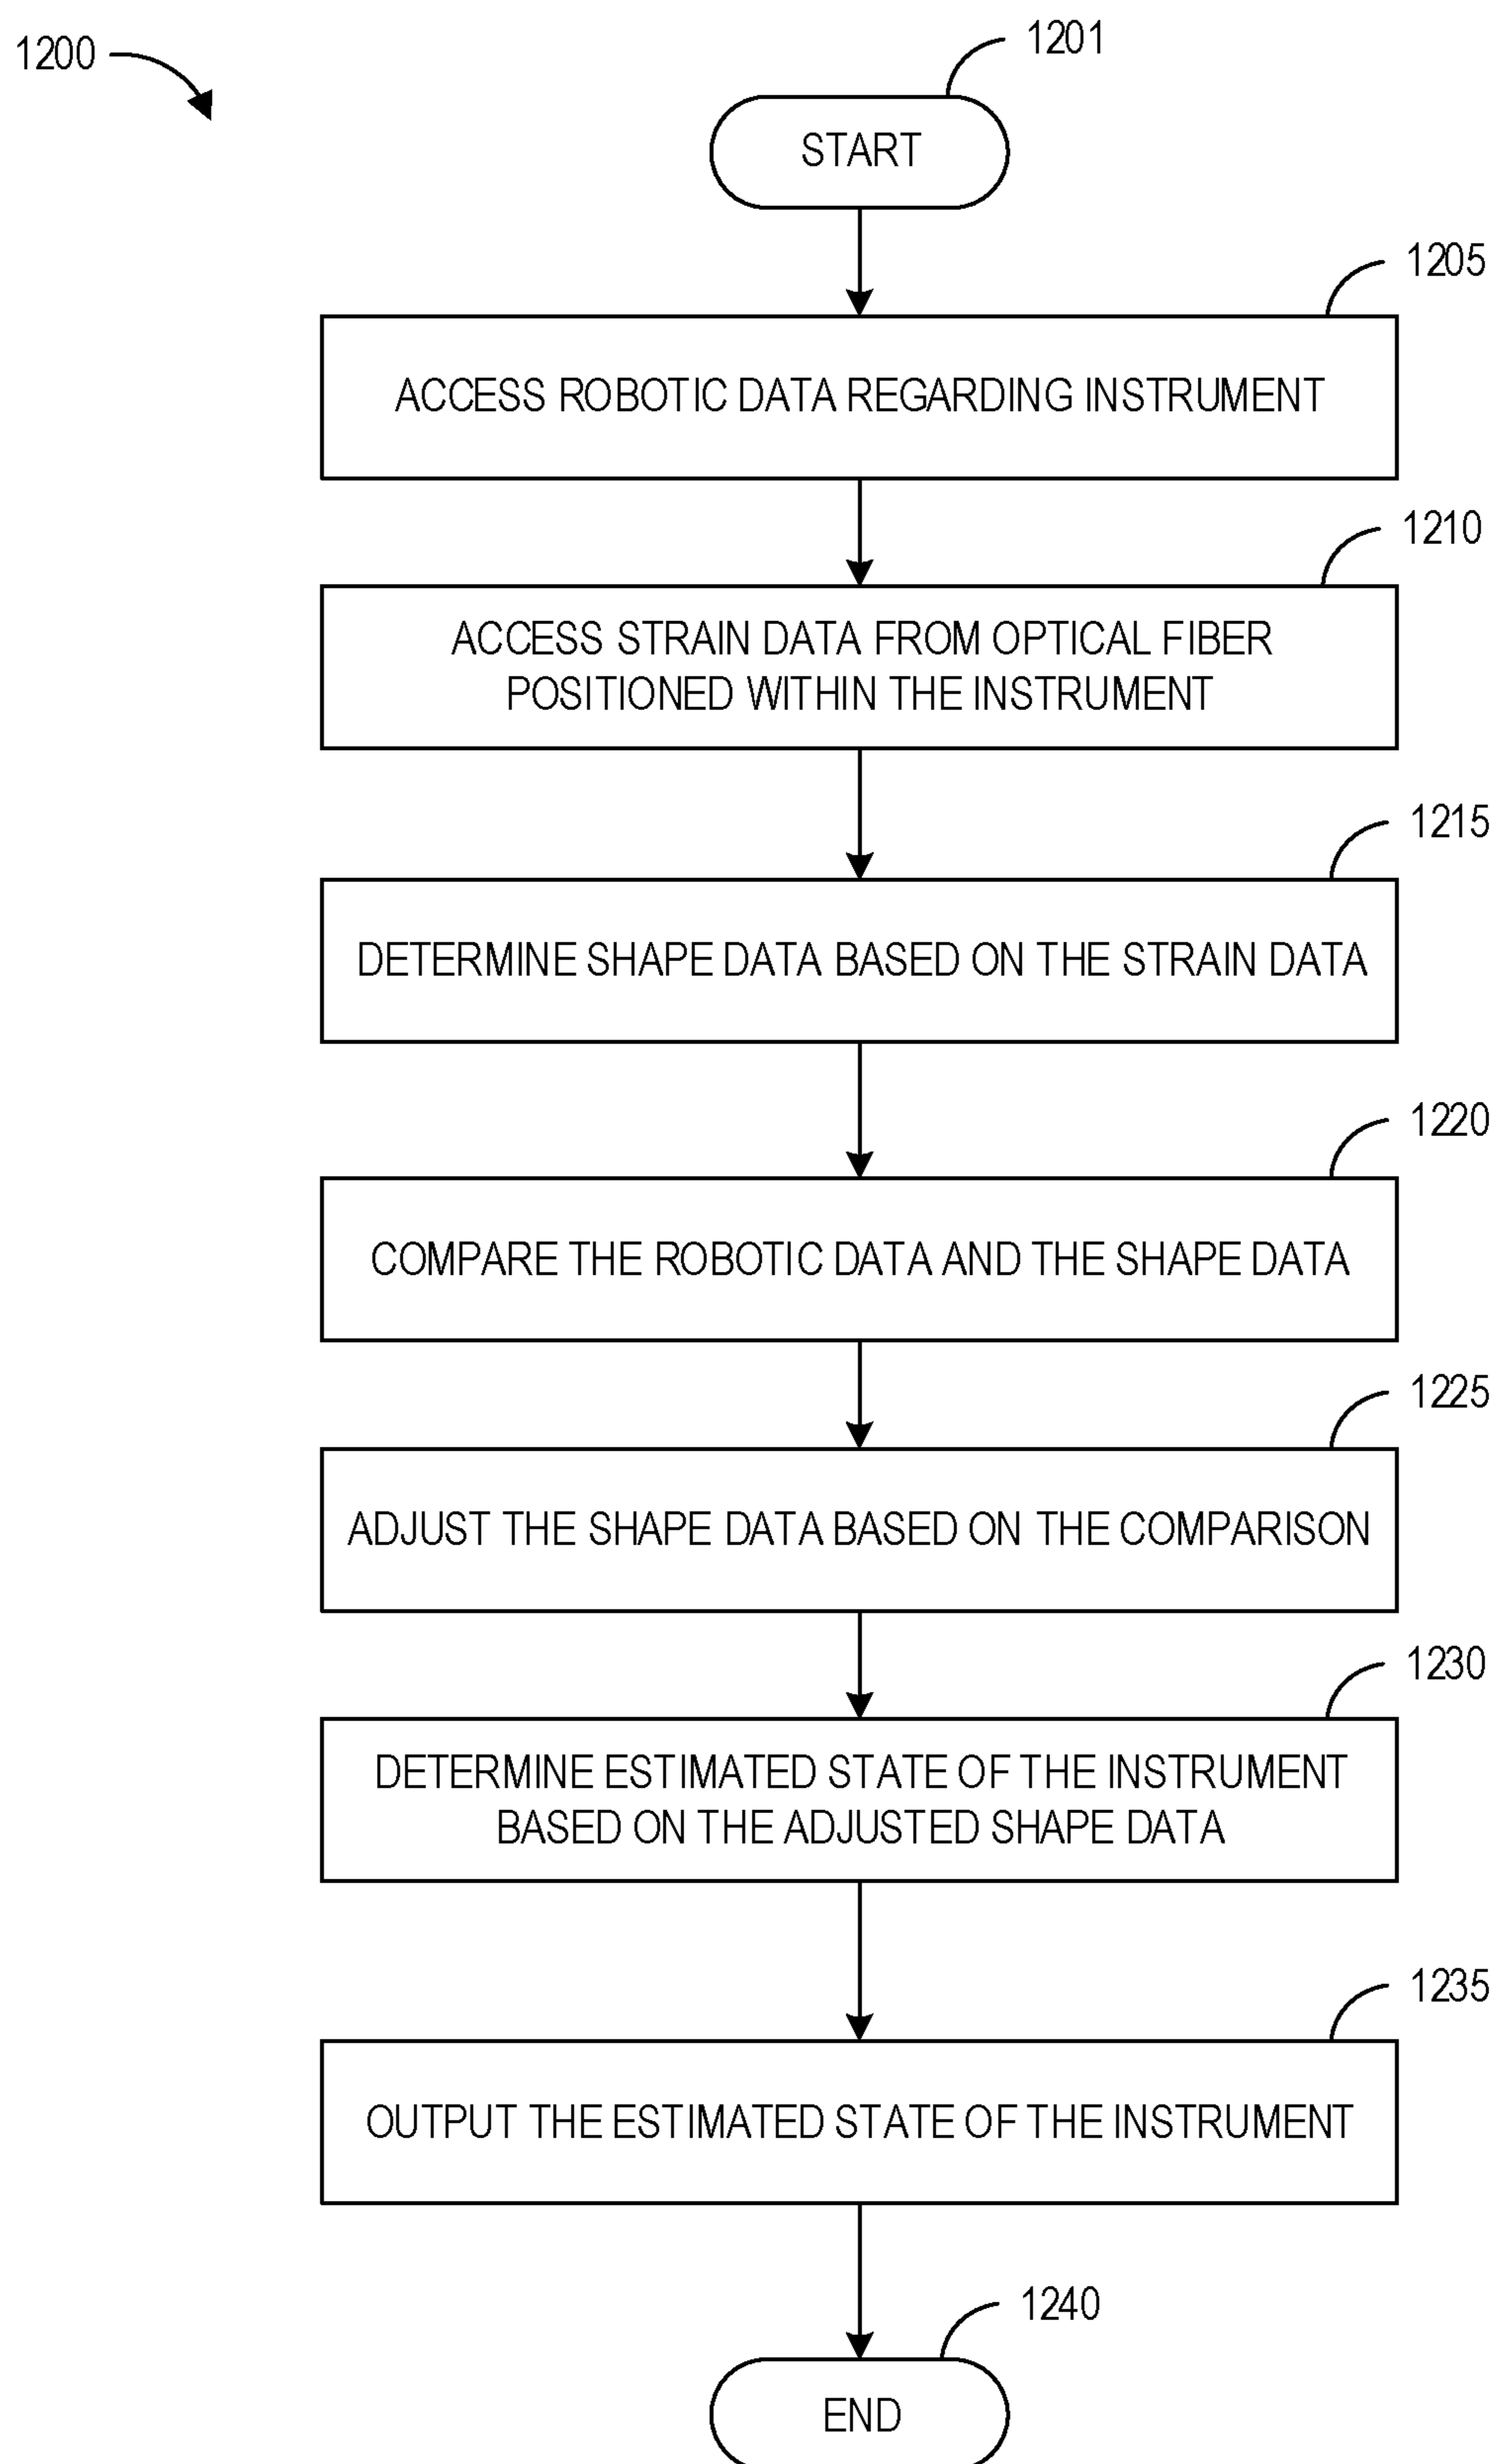 1200
1201
START
1205
ACCESS ROBOTIC DATA REGARDING INSTRUMENT
1210
ACCESS STRAIN DATA FROM OPTICAL FIBER
POSITIONED WITHIN THE INSTRUMENT
1215
DETERMINE SHAPE DATA BASED ON THE STRAIN DATA
1220
COMPARE THE ROBOTIC DATA AND THE SHAPE DATA
1225
ADJUST THE SHAPE DATA BASED ON THE COMPARISON
1230
DETERMINE ESTIMATED STATE OF THE INSTRUMENT
BASED ON THE ADJUSTED SHAPE DATA
1235
OUTPUT THE ESTIMATED STATE OF THE INSTRUMENT
1240
END